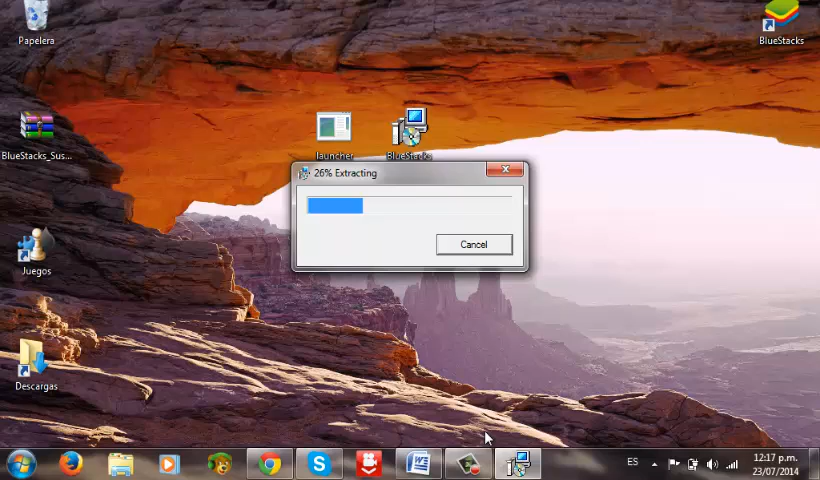 Papelera
BlueStacks
BlueStacks_Sus...
launcher
BlueStacks
26% Extracting
Cancel
Juegos
Descargas
ES
12:17 p.m.
23/07/2014